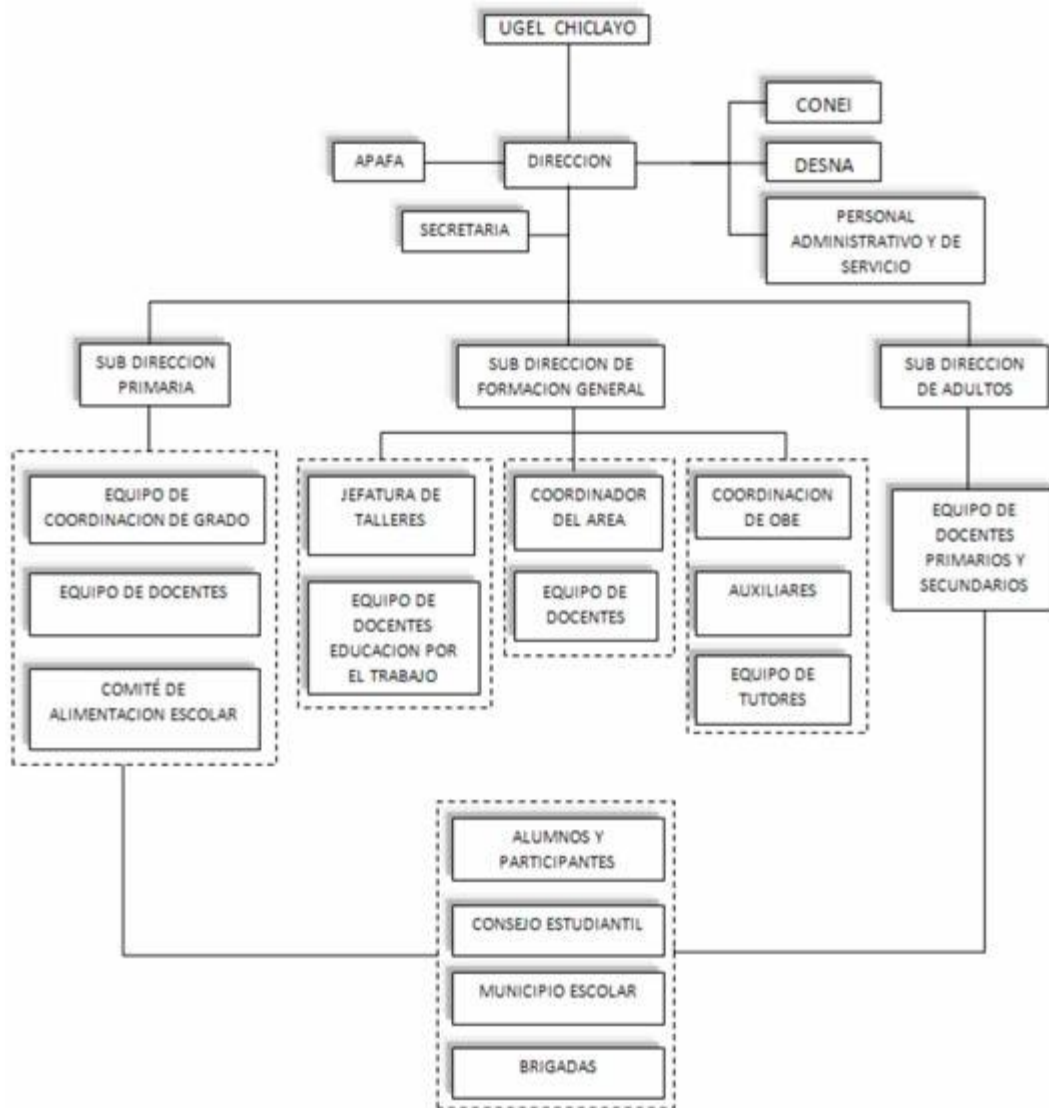 UGEL CHICLAYO
CONEI
APAFA
DIRECCION
DESNA
SECRETARIA
PERSONAL
ADMINISTRATIVO Y DE
SERVICIO
SUB DIRECCION
PRIMARIA
SUB DIRECCION DE
FORMACION GENERAL
SUB DIRECCION
DE ADULTOS
EQUIPO DE
COORDINACION DE GRADO
EQUIPO DE DOCENTES
COMITÉ DE
ALIMENTACION ESCOLAR
JEFATURA DE
TALLERES
EQUIPO DE
DOCENTES
EDUCACION POR
EL TRABAJO
COORDINADOR
DEL AREA
EQUIPO DE
DOCENTES
COORDINACION
DE OBE
AUXILIARES
EQUIPO DE
TUTORES
EQUIPO DE
DOCENTES
PRIMARIOS Y
SECUNDARIOS
ALUMNOS Y
PARTICIPANTES
CONSEJO ESTUDIANTIL
MUNICIPIO ESCOLAR
BRIGADAS